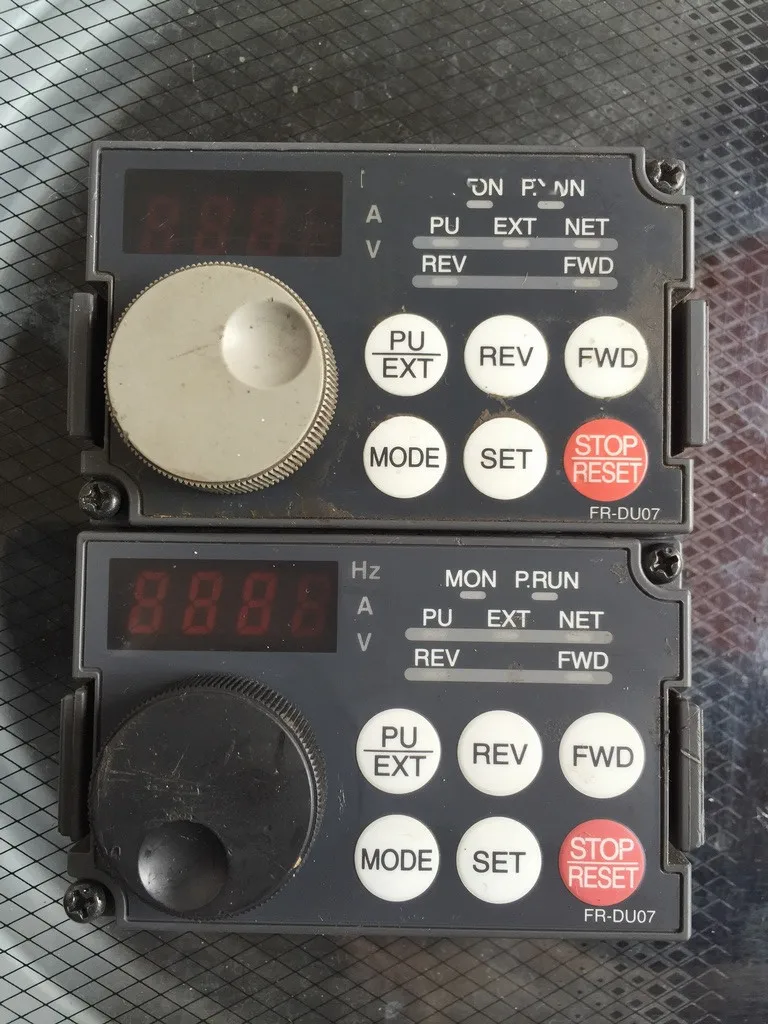 A
V
PU EXT NET
REV FWD
PU
EXT
REV
FWD
MODE
SET
STOP
RESET
FR-DU07
8888
Hz
A
V
MON P.RUN
PU EXT NET
REV FWD
PU
EXT
REV
FWD
MODE
SET
STOP
RESET
FR-DU07